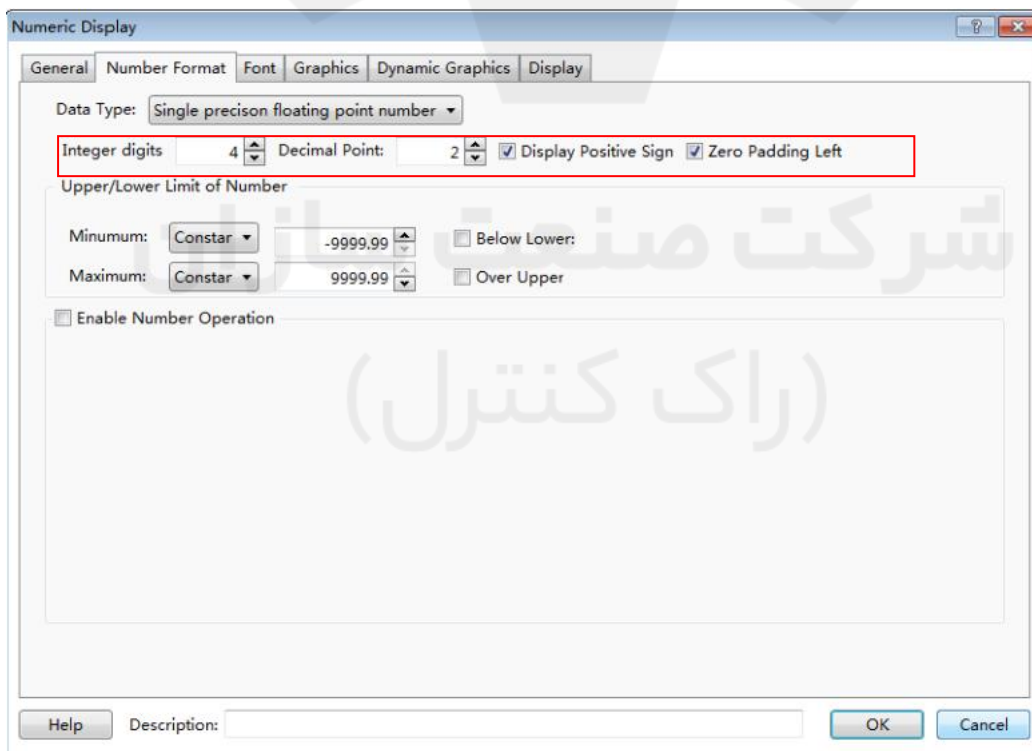 Numeric Display
General Number Format Font Graphics Dynamic Graphics Display
Data Type: Single precison floating point number
Integer digits 4 Decimal Point: 2 Display Positive Sign Zero Padding Left
Upper/Lower Limit of Number
Minumum: Constar -9999.99 Below Lower:
Maximum: Constar 9999.99 Over Upper
شرکت صنعت سازان
Enable Number Operation
(راک کنترل)
Help Description: OK Cancel